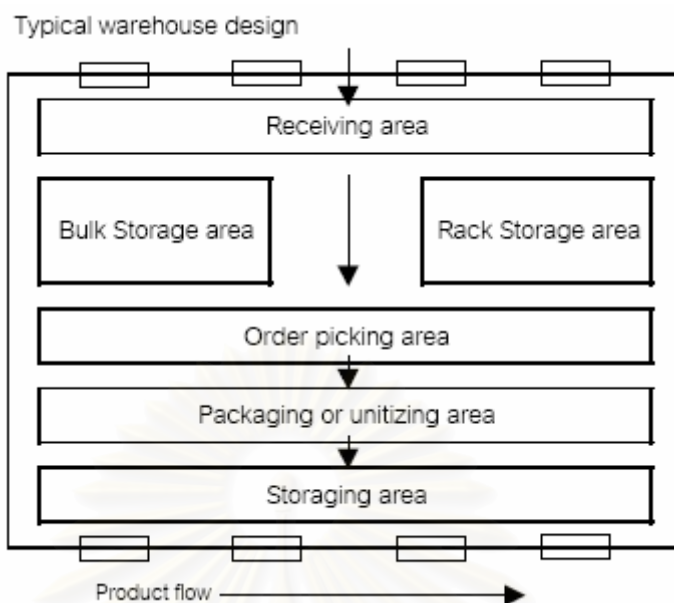 Typical warehouse design
Receiving area
Bulk Storage area
Rack Storage area
Order picking area
Packaging or unitizing area
Storaging area
Product flow